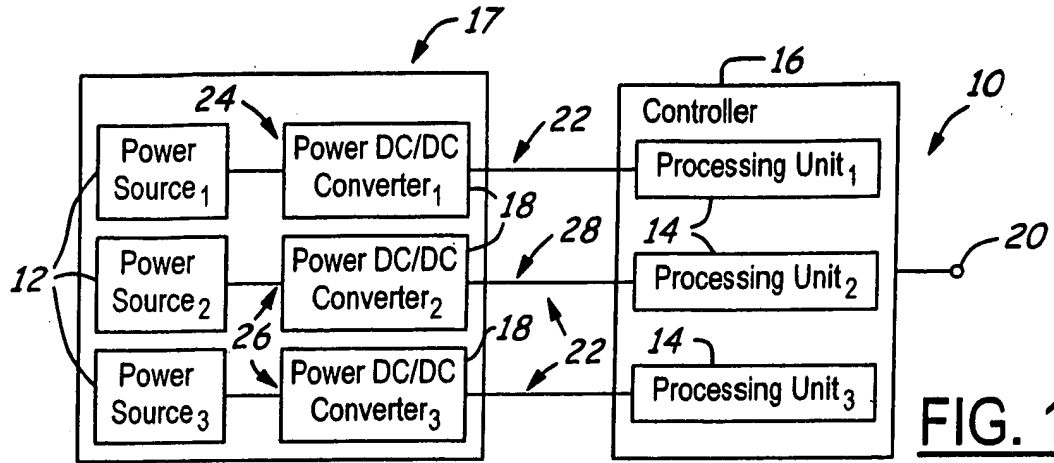 17
16
10
24
22
Controller
Power Source1
Power DC/DC Converter1
Processing Unit1
18
28
14
20
12
Power Source2
Power DC/DC Converter2
Processing Unit2
26
18
22
14
Power Source3
Power DC/DC Converter3
Processing Unit3
FIG. 1